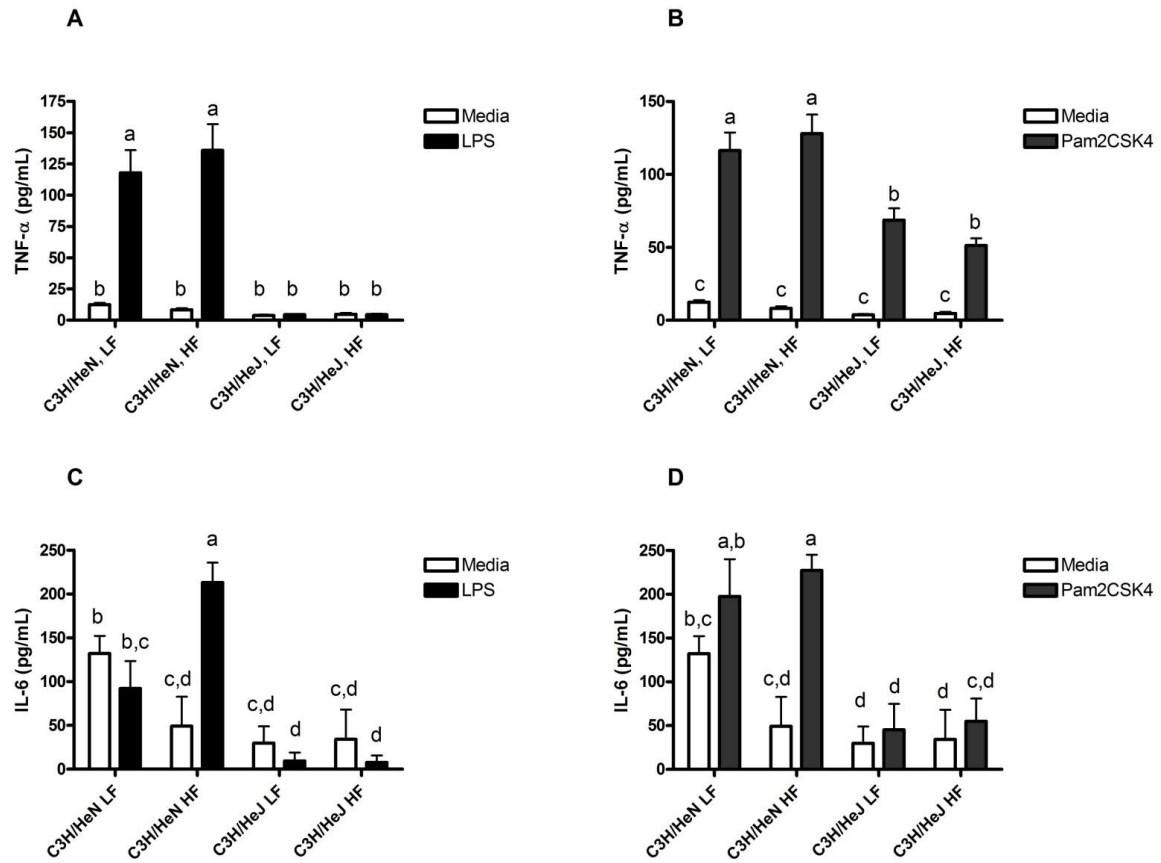 A
TNF-α (pg/mL)
175
150
125
100
75
50
25
0
a
a
b
b
b
b
b
b
Media
LPS
C3H/HeN, LF
C3H/HeN, HF
C3H/HeJ, LF
C3H/HeJ, HF
B
TNF-α (pg/mL)
150
100
50
0
a
a
b
b
c
c
c
c
Media
Pam2CSK4
C3H/HeN, LF
C3H/HeN, HF
C3H/HeJ, LF
C3H/HeJ, HF
C
IL-6 (pg/mL)
250
200
150
100
50
0
b
b,c
c,d
a
c,d
d
c,d
d
Media
LPS
C3H/HeN LF
C3H/HeN HF
C3H/HeJ LF
C3H/HeJ HF
D
IL-6 (pg/mL)
250
200
150
100
50
0
b,c
a,b
c,d
a
d
d
d
c,d
Media
Pam2CSK4
C3H/HeN LF
C3H/HeN HF
C3H/HeJ LF
C3H/HeJ HF